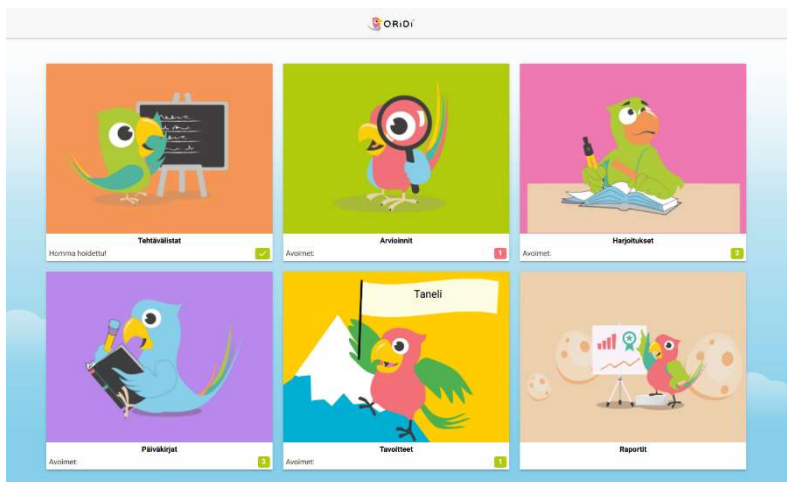 ORiDi
Tehtävälistat
Homma hoidettu!
Arvioinnit
Avoimet: 1
Harjoitukset
Avoimet: 2
Taneli
Päiväkirjat
Avoimet: 3
Tavoitteet
Avoimet: 1
Raportit